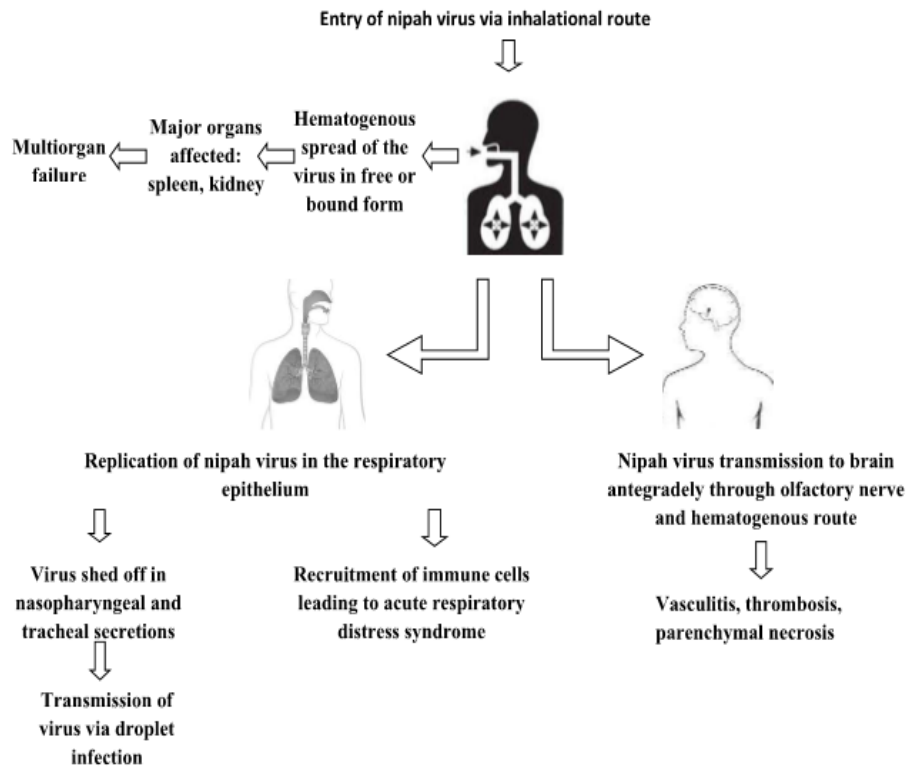 Entry of nipah virus via inhalational route
Hematogenous
spread of the
virus in free or
bound form
Major organs
affected:
spleen, kidney
Multiorgan
failure
Replication of nipah virus in the respiratory
epithelium
Nipah virus transmission to brain
antegradely through olfactory nerve
and hematogenous route
Virus shed off in
nasopharyngeal and
tracheal secretions
Recruitment of immune cells
leading to acute respiratory
distress syndrome
Vasculitis, thrombosis,
parenchymal necrosis
Transmission of
virus via droplet
infection